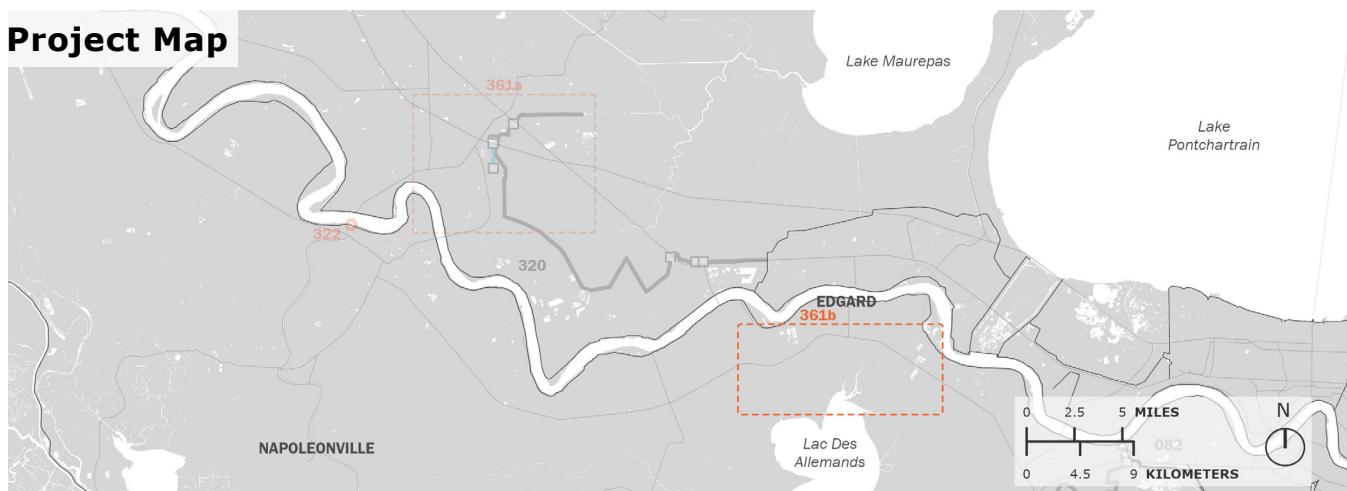 Project Map
Lake Maurepas
361a
Lake
Pontchartrain
322
320
EDGARD
361b
NAPOLEONVILLE
Lac Des
Allemands
0 2.5 5 MILES
N
082
0 4.5 9 KILOMETERS